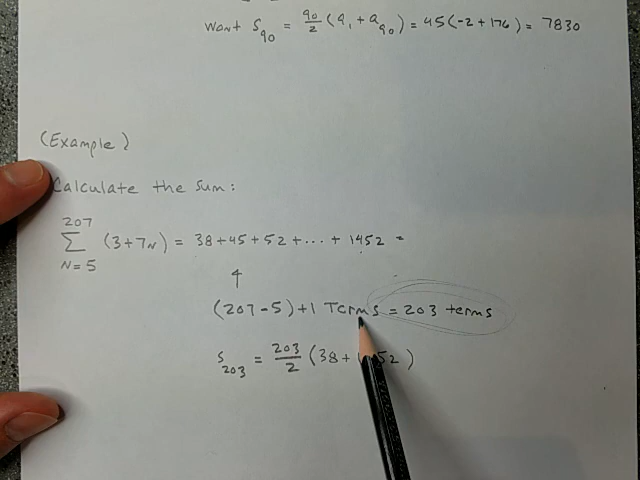 Want S₉₀ = 90/2 (a₁ + a₉₀) = 45(-2 + 176) = 7830
(Example)
Calculate the sum:
207
∑ (3+7N) = 38+45+52+...+1452 =
N=5
(207-5)+1 Terms = 203 terms
S₂₀₃ = 203/2 (38+1452)